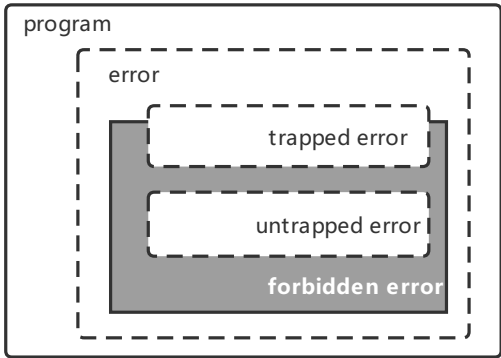 program
error
trapped error
untrapped error
forbidden error